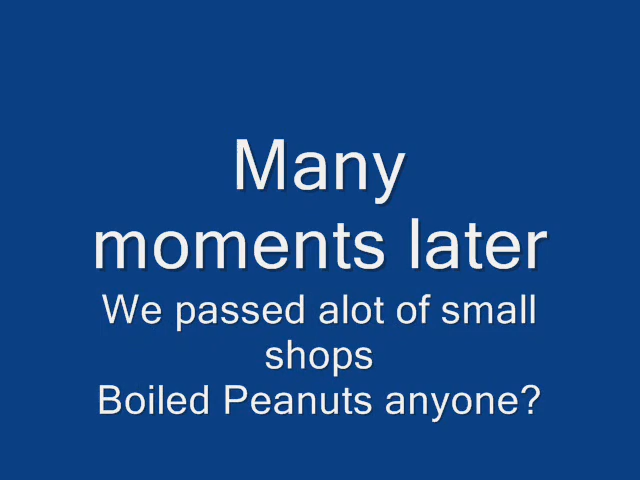 Many
moments later
We passed alot of small
shops
Boiled Peanuts anyone?